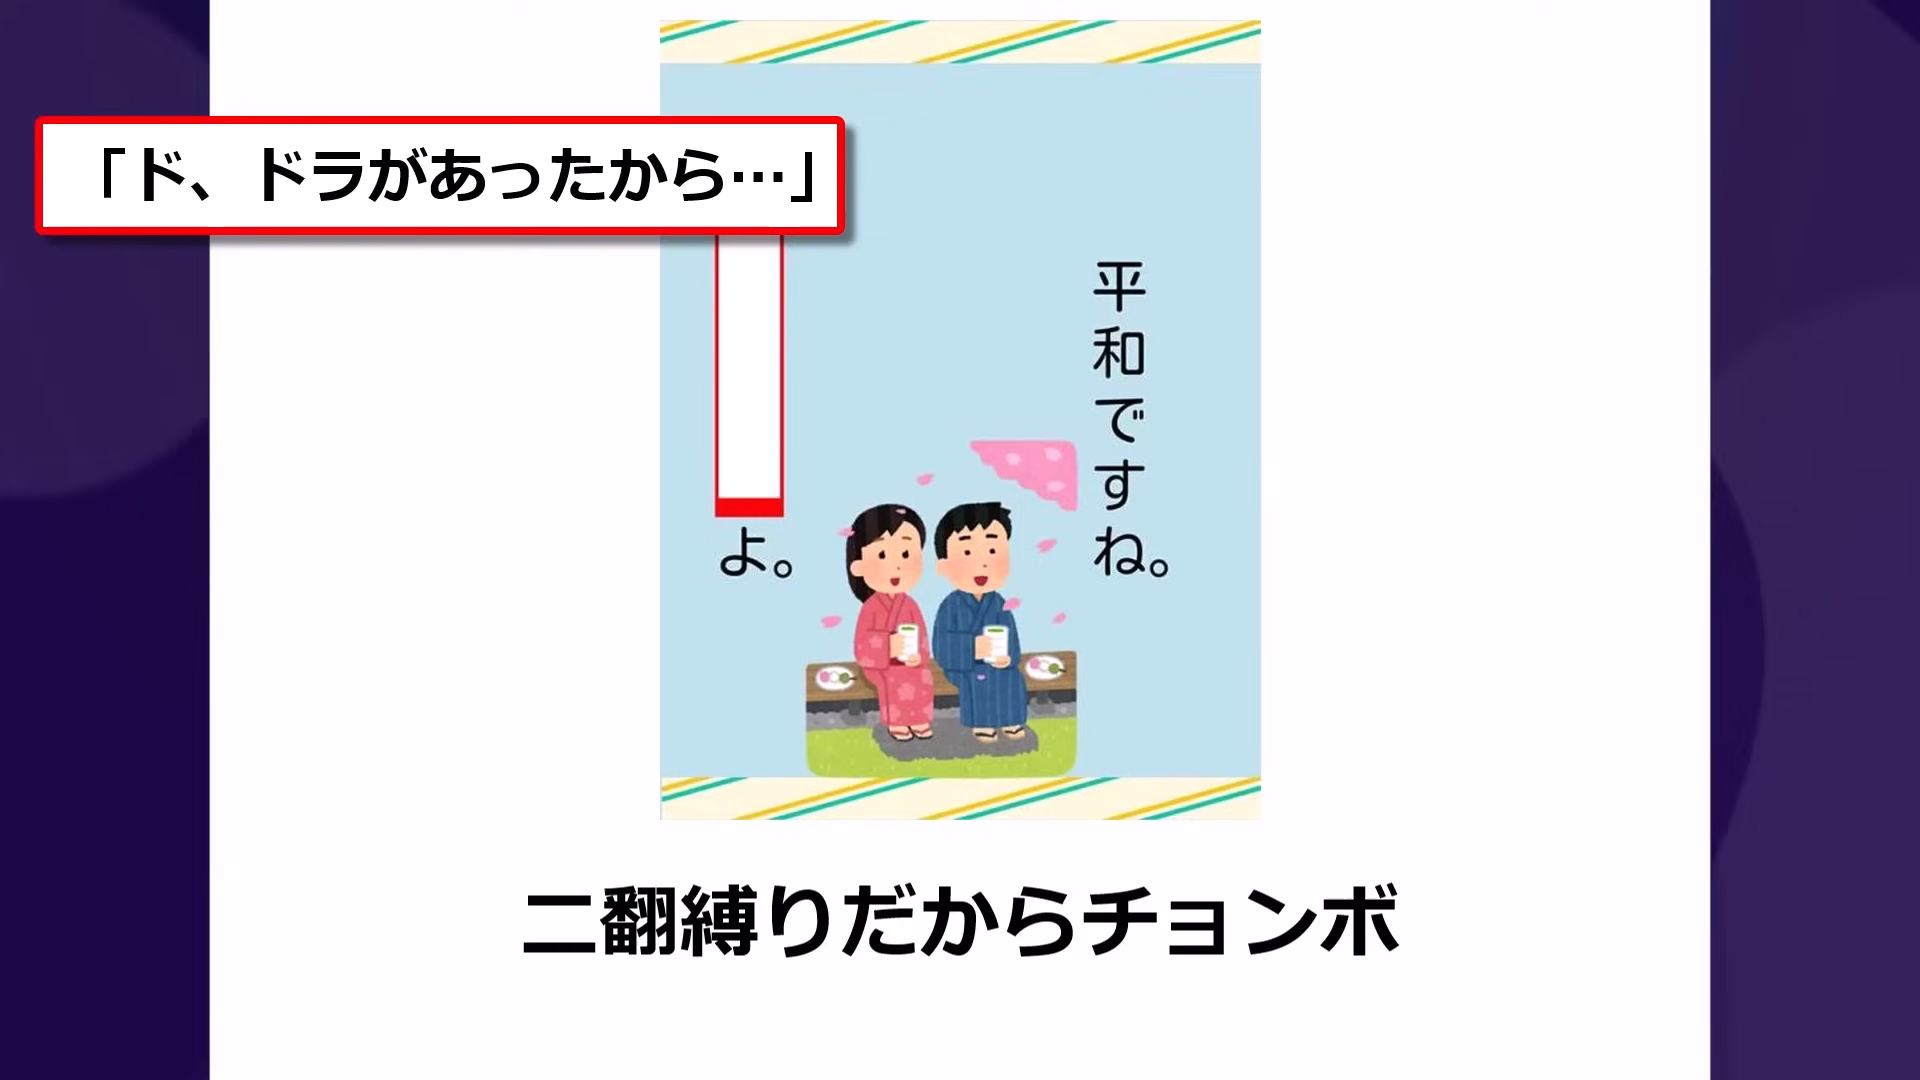 「ド、ドラがあったから…」
平和ですね。
よ。
二翻縛りだからチョンボ